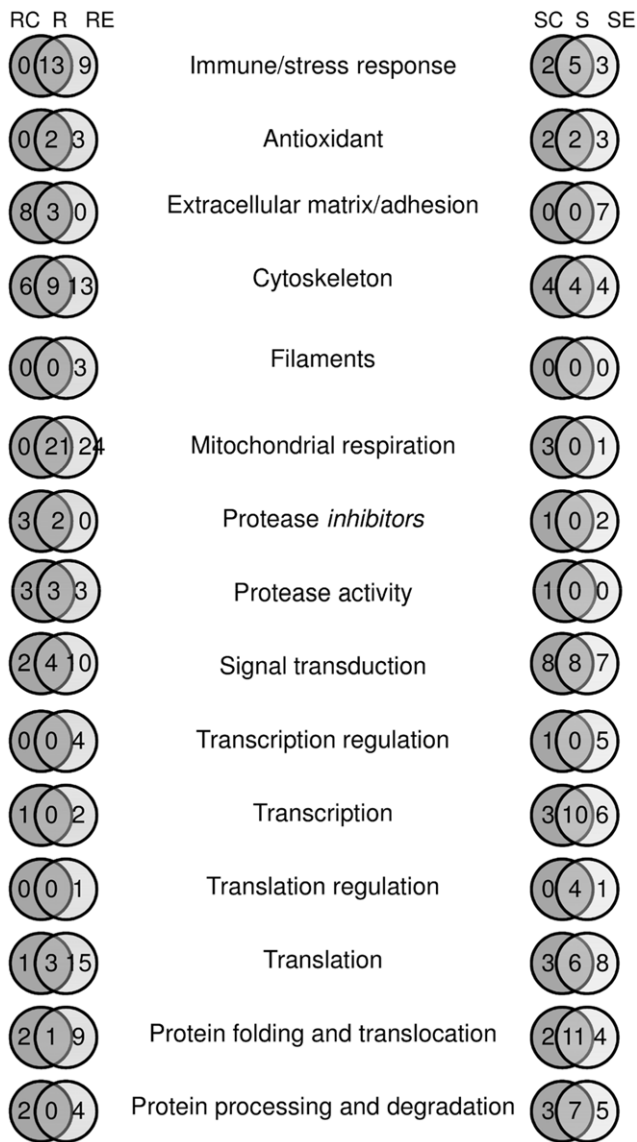 RC R RE SC S SE
0 13 9 Immune/stress response 2 5 3
0 2 3 Antioxidant 2 2 3
8 3 0 Extracellular matrix/adhesion 0 0 7
6 9 13 Cytoskeleton 4 4 4
0 0 3 Filaments 0 0 0
0 21 24 Mitochondrial respiration 3 0 1
3 2 0 Protease inhibitors 1 0 2
3 3 3 Protease activity 1 0 0
2 4 10 Signal transduction 8 8 7
0 0 4 Transcription regulation 1 0 5
1 0 2 Transcription 3 10 6
0 0 1 Translation regulation 0 4 1
1 3 15 Translation 3 6 8
2 1 9 Protein folding and translocation 2 11 4
2 0 4 Protein processing and degradation 3 7 5